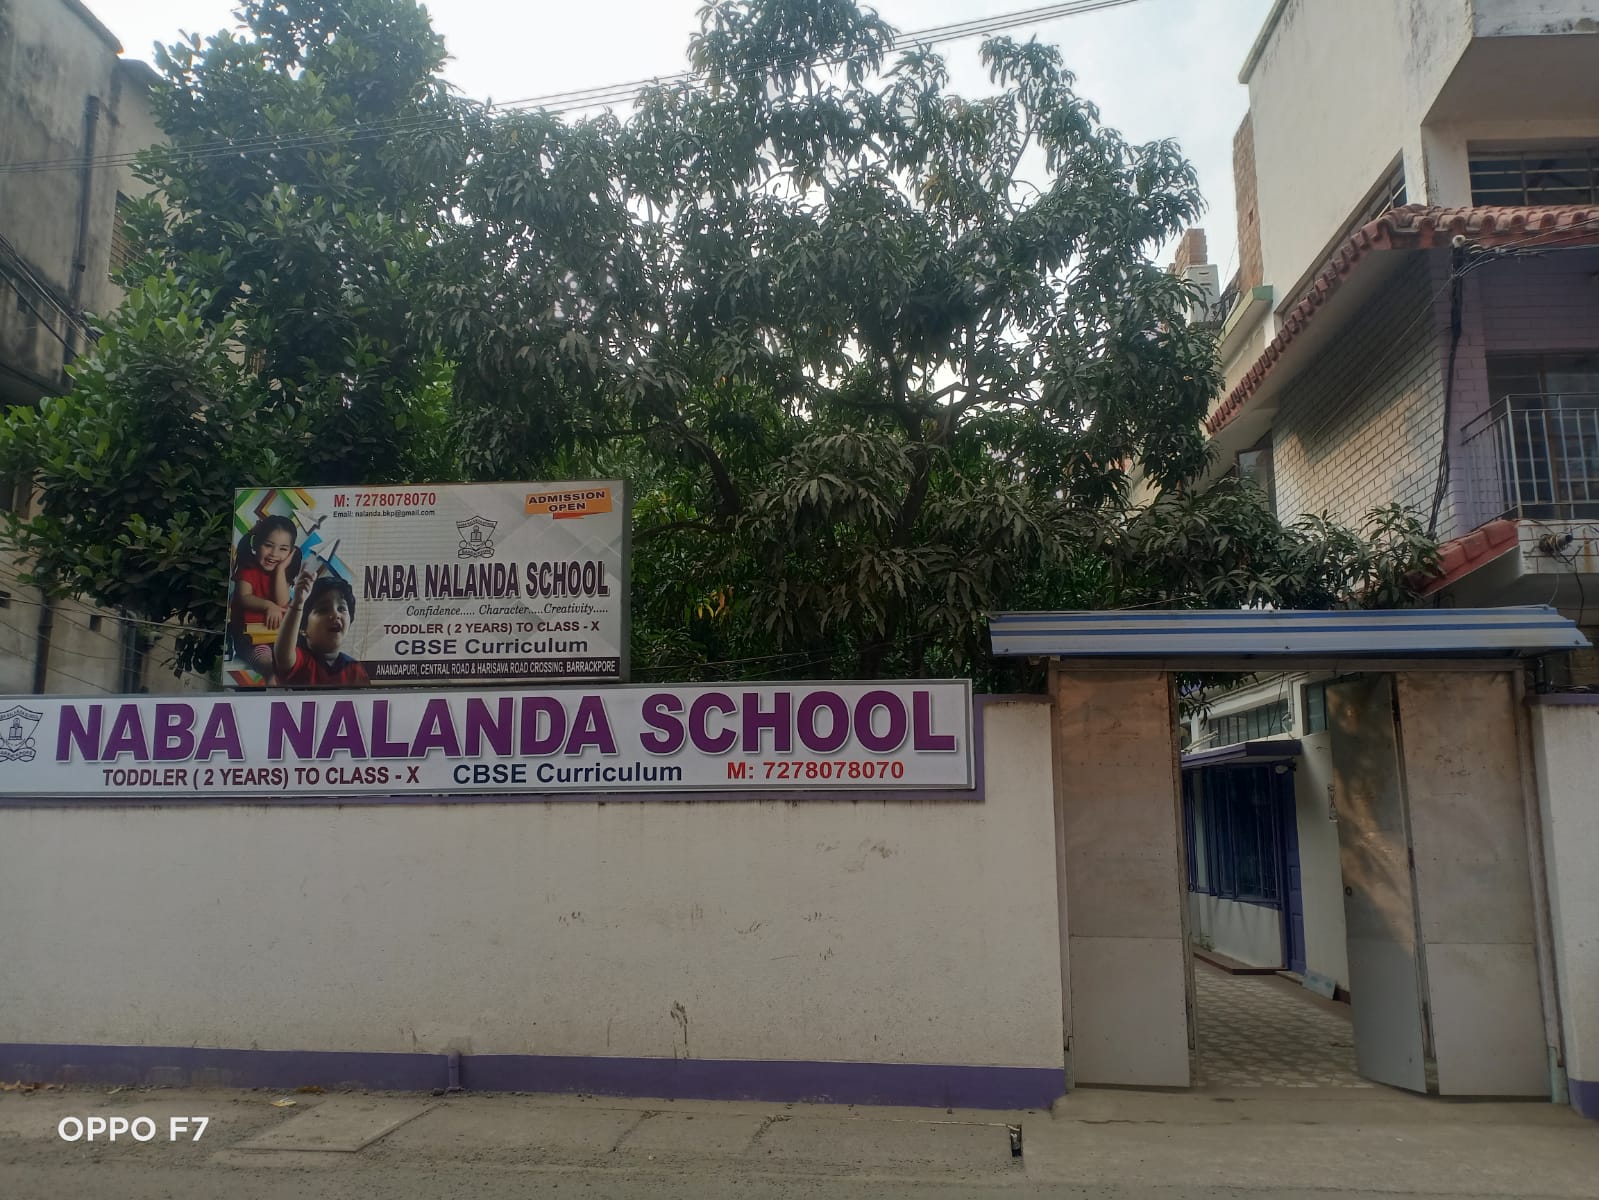 M: 7278078070
Email: nalanda.bkp@gmail.com
ADMISSION
OPEN
NABA NALANDA SCHOOL
Confidence..... Character.....Creativity.....
TODDLER ( 2 YEARS) TO CLASS - X
CBSE Curriculum
ANANDAPURI, CENTRAL ROAD & HARISAVA ROAD CROSSING, BARRACKPORE
NABA NALANDA SCHOOL
TODDLER ( 2 YEARS) TO CLASS - X CBSE Curriculum M: 7278078070
OPPO F7